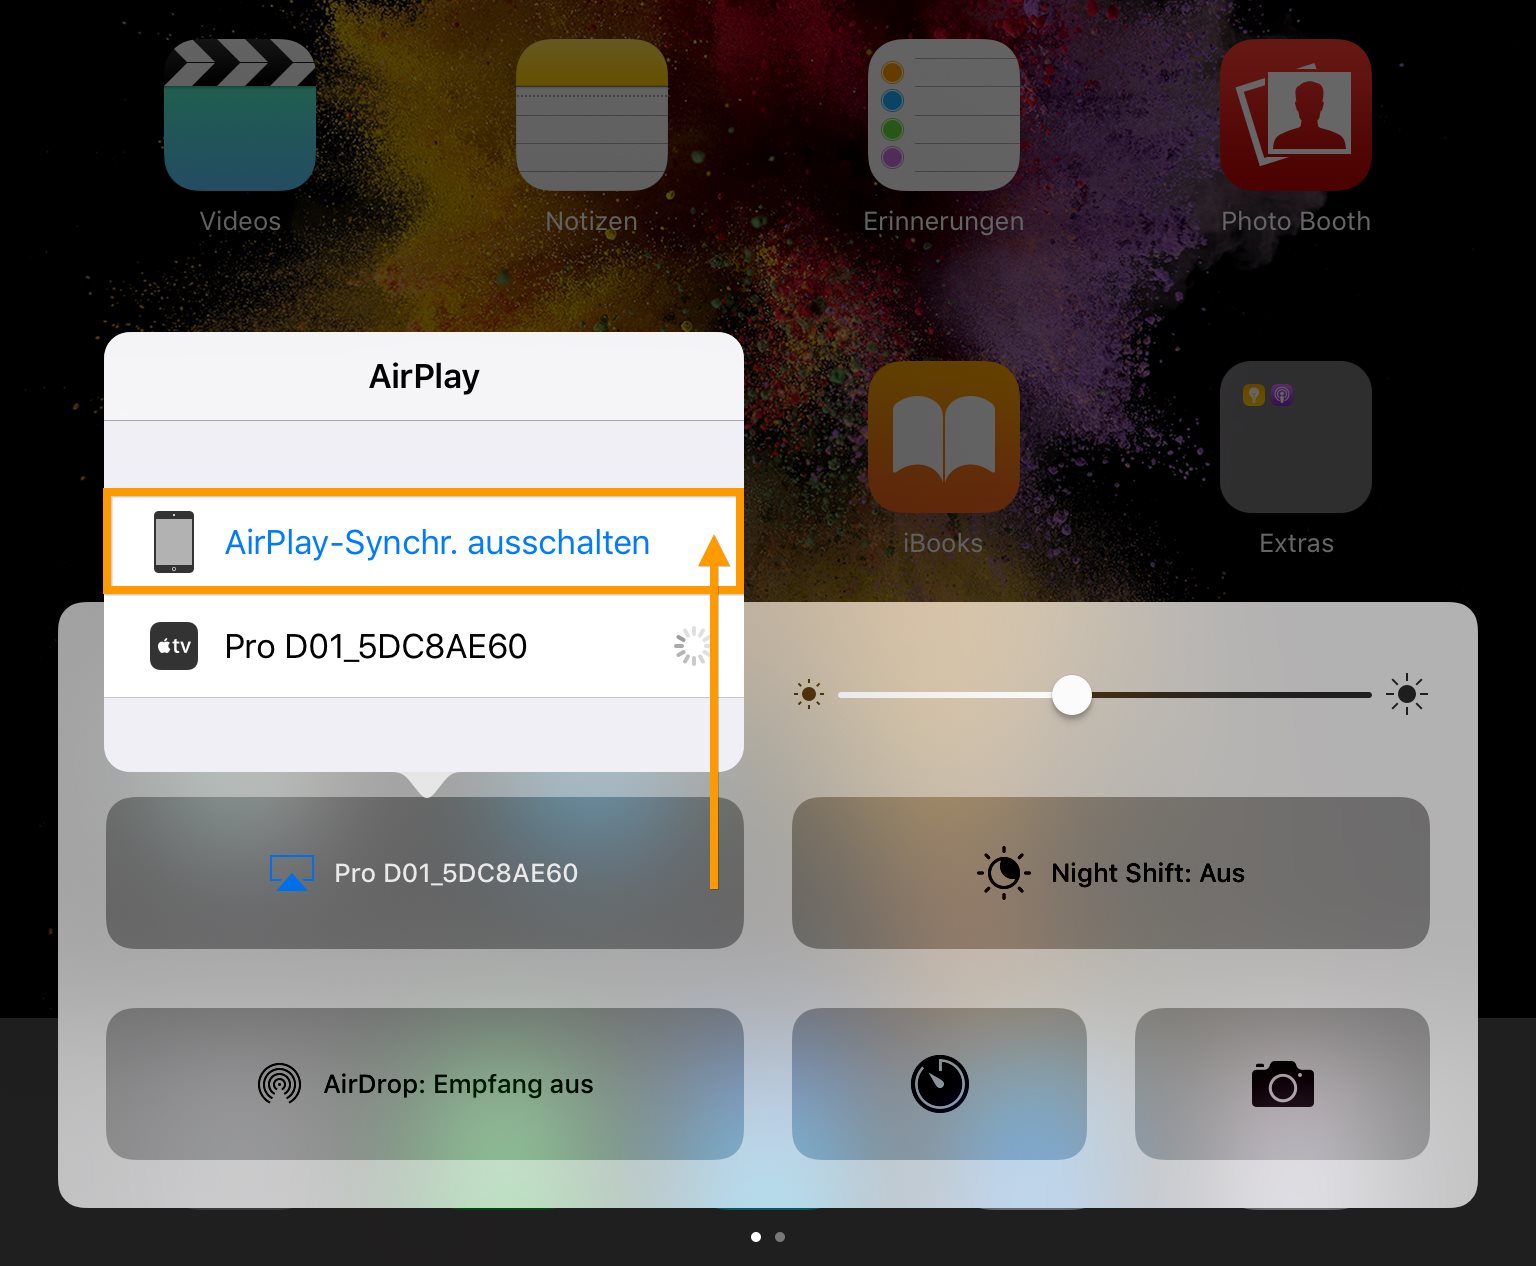 Videos
Notizen
Erinnerungen
Photo Booth
AirPlay
AirPlay-Synchr. ausschalten
tv
Pro D01_5DC8AE60
iBooks
Extras
Pro D01_5DC8AE60
Night Shift: Aus
AirDrop: Empfang aus